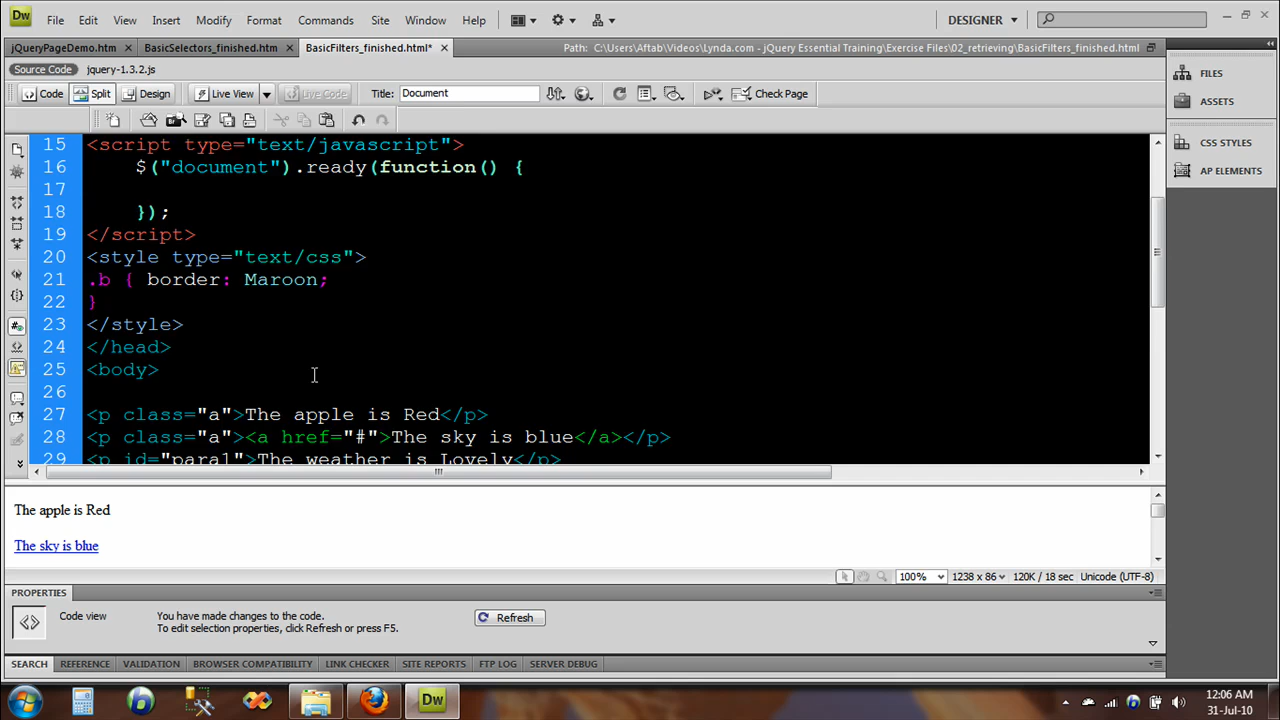 Dw File Edit View Insert Modify Format Commands Site Window Help DESIGNER
jQueryPageDemo.htm BasicSelectors_finished.htm BasicFilters_finished.html* Path: C:\Users\Aftab\Videos\Lynda.com - jQuery Essential Training\Exercise Files\02_retrieving\BasicFilters_finished.html
Source Code jquery-1.3.2.js
Code Split Design Live View Live Code Title: Document Check Page
FILES
ASSETS
CSS STYLES
AP ELEMENTS
15 <script type="text/javascript">
16 $("document").ready(function() {
17
18 });
19 </script>
20 <style type="text/css">
21 .b { border: Maroon;
22 }
23 </style>
24 </head>
25 <body>
26
27 <p class="a">The apple is Red</p>
28 <p class="a"><a href="#">The sky is blue</a></p>
29 <p id="para1">The weather is Lovely</p>
The apple is Red
The sky is blue
100% 1238 x 86 120K / 18 sec Unicode (UTF-8)
PROPERTIES
Code view You have made changes to the code. Refresh
To edit selection properties, click Refresh or press F5.
SEARCH REFERENCE VALIDATION BROWSER COMPATIBILITY LINK CHECKER SITE REPORTS FTP LOG SERVER DEBUG
Dw
12:06 AM
31-Jul-10